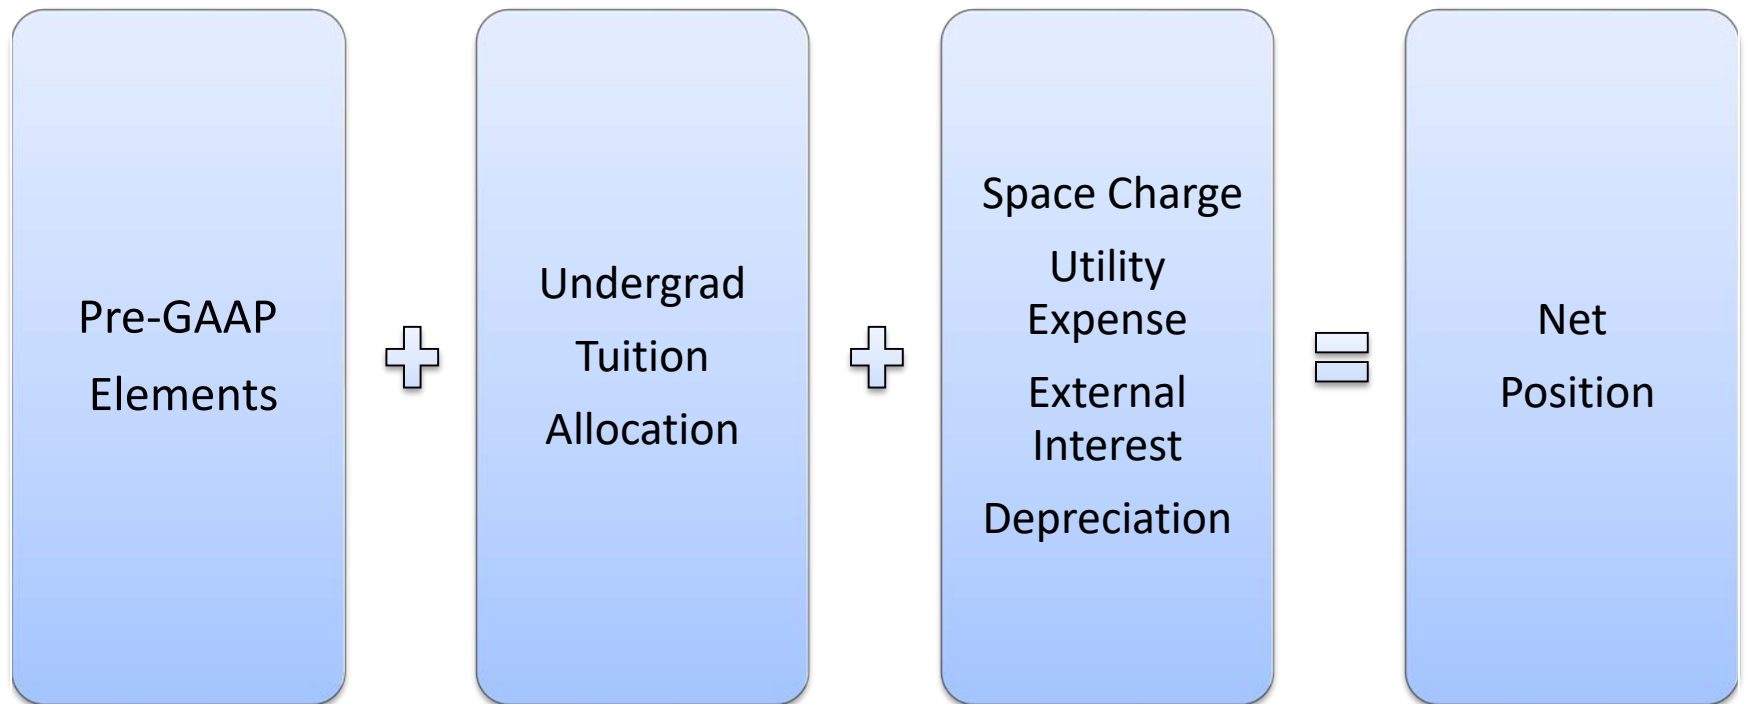 Pre-GAAP
Elements
Undergrad
Tuition
Allocation
Space Charge
Utility
Expense
External
Interest
Depreciation
Net
Position